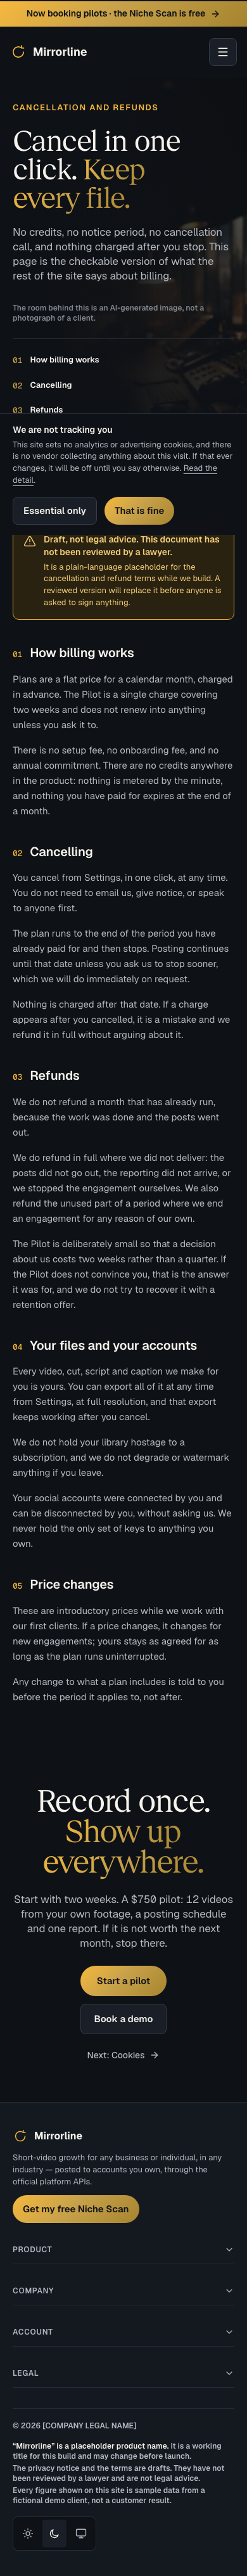 Now booking pilots · the Niche Scan is free →
Mirrorline
CANCELLATION AND REFUNDS
Cancel in one
click. Keep
every file.
No credits, no notice period, no cancellation
call, and nothing charged after you stop. This
page is the checkable version of what the
rest of the site says about billing.
The room behind this is an AI-generated image, not a
photograph of a client.
01 How billing works
02 Cancelling
03 Refunds
We are not tracking you
This site sets no analytics or advertising cookies, and there
is no vendor collecting anything about this visit. If that ever
changes, it will be off until you say otherwise. Read the
detail.
Essential only
That is fine
Draft, not legal advice. This document has
not been reviewed by a lawyer.
It is a plain-language placeholder for the
cancellation and refund terms while we build. A
reviewed version will replace it before anyone is
asked to sign anything.
01 How billing works
Plans are a flat price for a calendar month, charged
in advance. The Pilot is a single charge covering
two weeks and does not renew into anything
unless you ask it to.
There is no setup fee, no onboarding fee, and no
annual commitment. There are no credits anywhere
in the product: nothing is metered by the minute,
and nothing you have paid for expires at the end of
a month.
02 Cancelling
You cancel from Settings, in one click, at any time.
You do not need to email us, give notice, or speak
to anyone first.
The plan runs to the end of the period you have
already paid for and then stops. Posting continues
until that date unless you ask us to stop sooner,
which we will do immediately on request.
Nothing is charged after that date. If a charge
appears after you cancelled, it is a mistake and we
refund it in full without arguing about it.
03 Refunds
We do not refund a month that has already run,
because the work was done and the posts went
out.
We do refund in full where we did not deliver: the
posts did not go out, the reporting did not arrive, or
we stopped the engagement ourselves. We also
refund the unused part of a period where we end
an engagement for any reason of our own.
The Pilot is deliberately small so that a decision
about us costs two weeks rather than a quarter. If
the Pilot does not convince you, that is the answer
it was for, and we do not try to recover it with a
retention offer.
04 Your files and your accounts
Every video, cut, script and caption we make for
you is yours. You can export all of it at any time
from Settings, at full resolution, and that export
keeps working after you cancel.
We do not hold your library hostage to a
subscription, and we do not degrade or watermark
anything if you leave.
Your social accounts were connected by you and
can be disconnected by you, without asking us. We
never hold the only set of keys to anything you
own.
05 Price changes
These are introductory prices while we work with
our first clients. If a price changes, it changes for
new engagements; yours stays as agreed for as
long as the plan runs uninterrupted.
Any change to what a plan includes is told to you
before the period it applies to, not after.
Record once.
Show up
everywhere.
Start with two weeks. A $750 pilot: 12 videos
from your own footage, a posting schedule
and one report. If it is not worth the next
month, stop there.
Start a pilot
Book a demo
Next: Cookies →
Mirrorline
Short-video growth for any business or individual, in any
industry — posted to accounts you own, through the
official platform APIs.
Get my free Niche Scan
PRODUCT
COMPANY
ACCOUNT
LEGAL
© 2026 [COMPANY LEGAL NAME]
"Mirrorline" is a placeholder product name. It is a working
title for this build and may change before launch.
The privacy notice and the terms are drafts. They have not
been reviewed by a lawyer and are not legal advice.
Every figure shown on this site is sample data from a
fictional demo client, not a customer result.